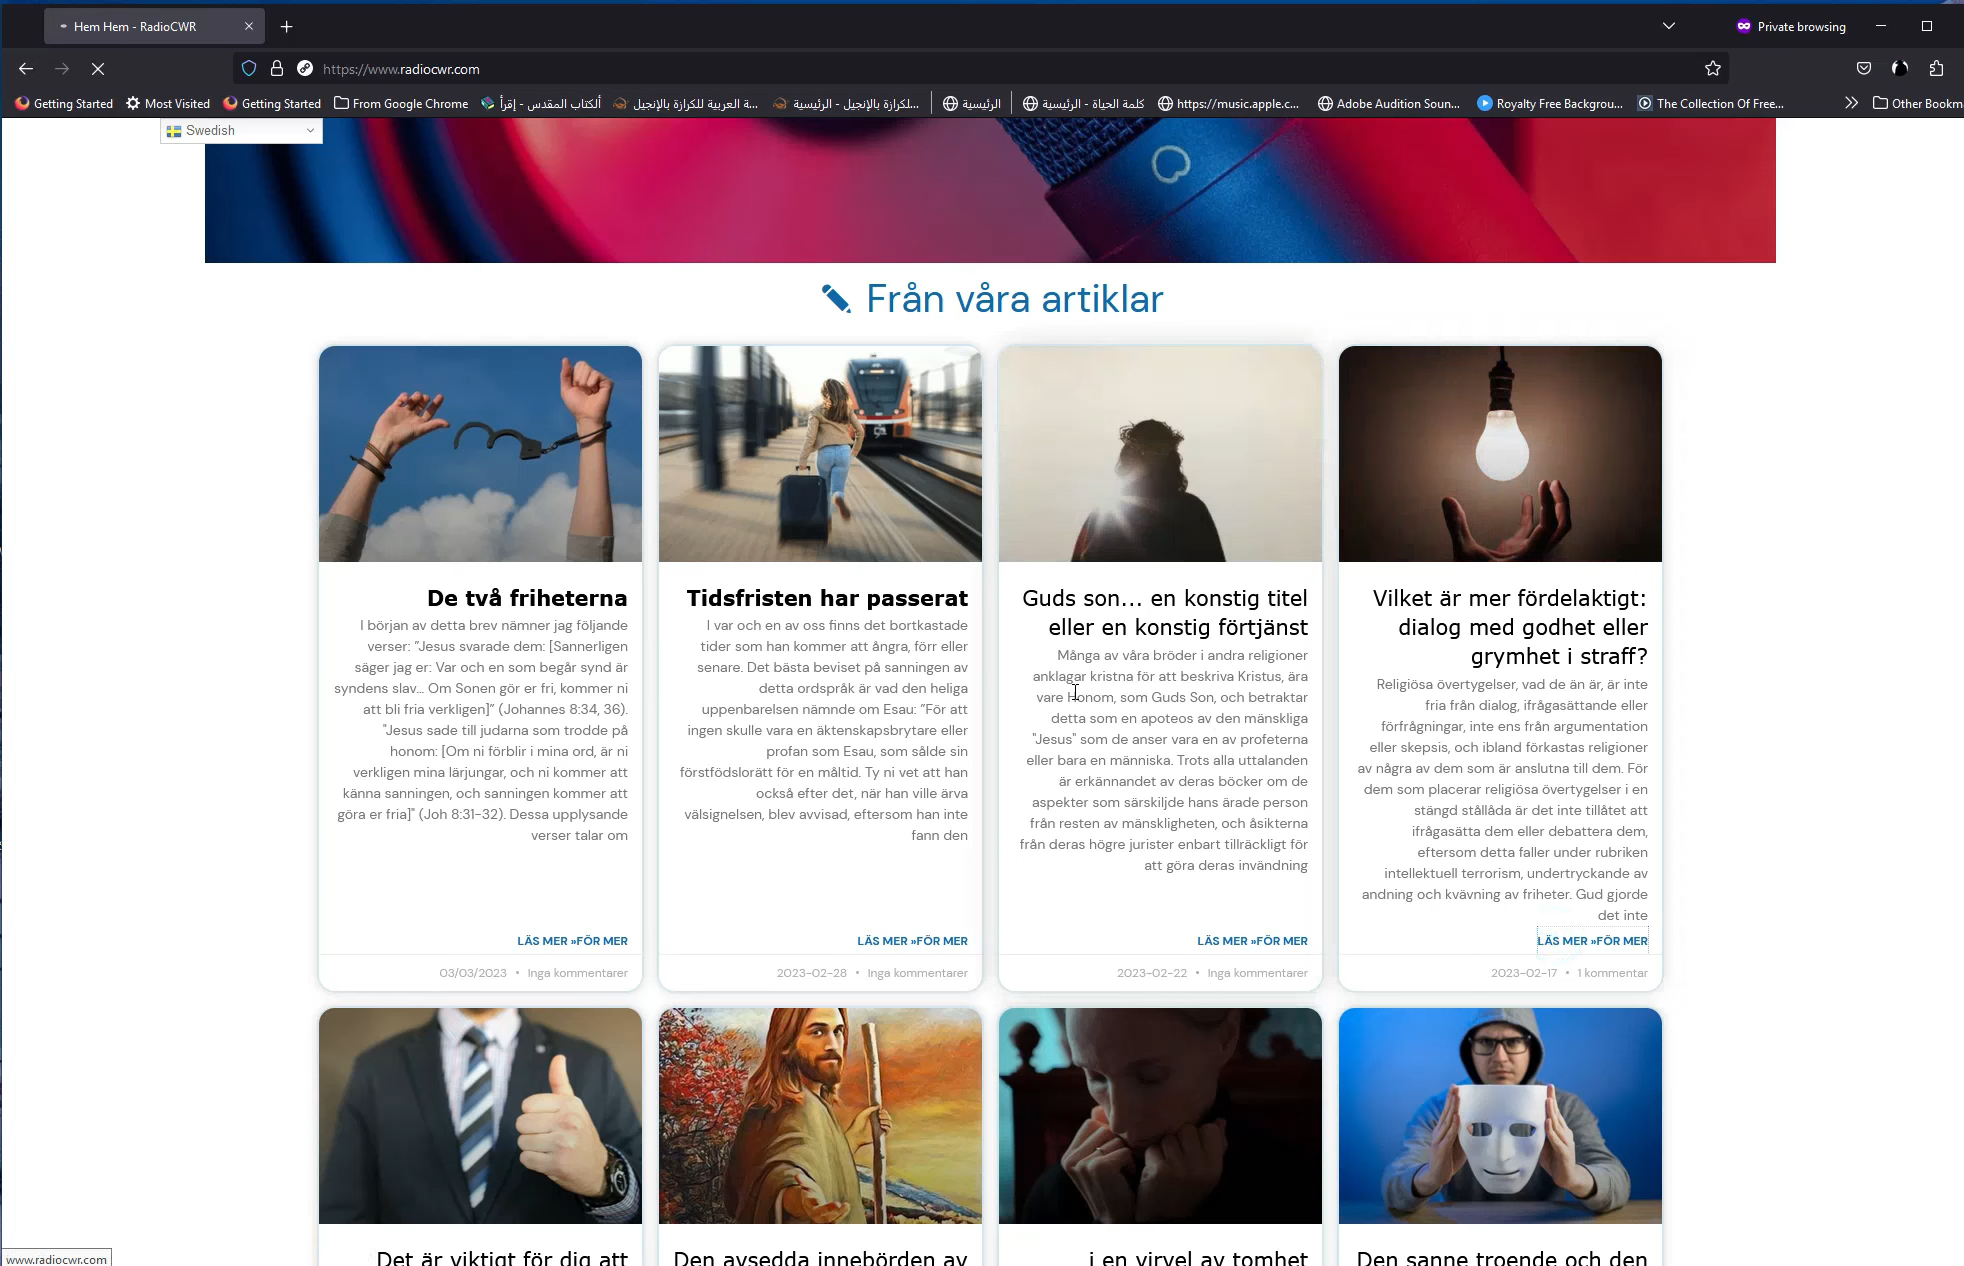 Hem Hem - RadioCWR
Private browsing
https://www.radiocwr.com
Getting Started
Most Visited
Getting Started
From Google Chrome
ألكتاب المقدس - إقرأ
ة العربية للكرازة بالإنجيل...
للكرازة بالإنجيل - الرئيسية...
الرئيسية
كلمة الحياة - الرئيسية
https://music.apple.c...
Adobe Audition Soun...
Royalty Free Backgrou...
The Collection Of Free...
Other Bookm
Swedish
Från våra artiklar
De två friheterna
I början av detta brev nämner jag följande
verser: "Jesus svarade dem: [Sannerligen
säger jag er: Var och en som begår synd är
syndens slav... Om Sonen gör er fri, kommer ni
att bli fria verkligen]" (Johannes 8:34, 36).
"Jesus sade till judarna som trodde på
honom: [Om ni förblir i mina ord, är ni
verkligen mina lärjungar, och ni kommer att
känna sanningen, och sanningen kommer att
göra er fria]" (Joh 8:31-32). Dessa upplysande
verser talar om
LÄS MER »FÖR MER
03/03/2023 • Inga kommentarer
Tidsfristen har passerat
I var och en av oss finns det bortkastade
tider som han kommer att ångra, förr eller
senare. Det bästa beviset på sanningen av
detta ordspråk är vad den heliga
uppenbarelsen nämnde om Esau: "För att
ingen skulle vara en äktenskapsbrytare eller
profan som Esau, som sålde sin
förstfödslorätt för en måltid. Ty ni vet att han
också efter det, när han ville ärva
välsignelsen, blev avvisad, eftersom han inte
fann den
LÄS MER »FÖR MER
2023-02-28 • Inga kommentarer
Guds son... en konstig titel
eller en konstig förtjänst
Många av våra bröder i andra religioner
anklagar kristna för att beskriva Kristus, ära
vare Honom, som Guds Son, och betraktar
detta som en apoteos av den mänskliga
"Jesus" som de anser vara en av profeterna
eller bara en människa. Trots alla uttalanden
är erkännandet av deras böcker om de
aspekter som särskiljde hans ärade person
från resten av mänskligheten, och åsikterna
från deras högre jurister enbart tillräckligt för
att göra deras invändning
LÄS MER »FÖR MER
2023-02-22 • Inga kommentarer
Vilket är mer fördelaktigt:
dialog med godhet eller
grymhet i straff?
Religiösa övertygelser, vad de än är, är inte
fria från dialog, ifrågasättande eller
förfrågningar, inte ens från argumentation
eller skepsis, och ibland förkastas religioner
av några av dem som är anslutna till dem. För
dem som placerar religiösa övertygelser i en
stängd stållåda är det inte tillåtet att
ifrågasätta dem eller debattera dem,
eftersom detta faller under rubriken
intellektuell terrorism, undertryckande av
andning och kvävning av friheter. Gud gjorde
det inte
LÄS MER »FÖR MER
2023-02-17 • 1 kommentar
Det är viktigt för dig att
Den avsedda innebörden av
i en virvel av tomhet
Den sanne troende och den
www.radiocwr.com